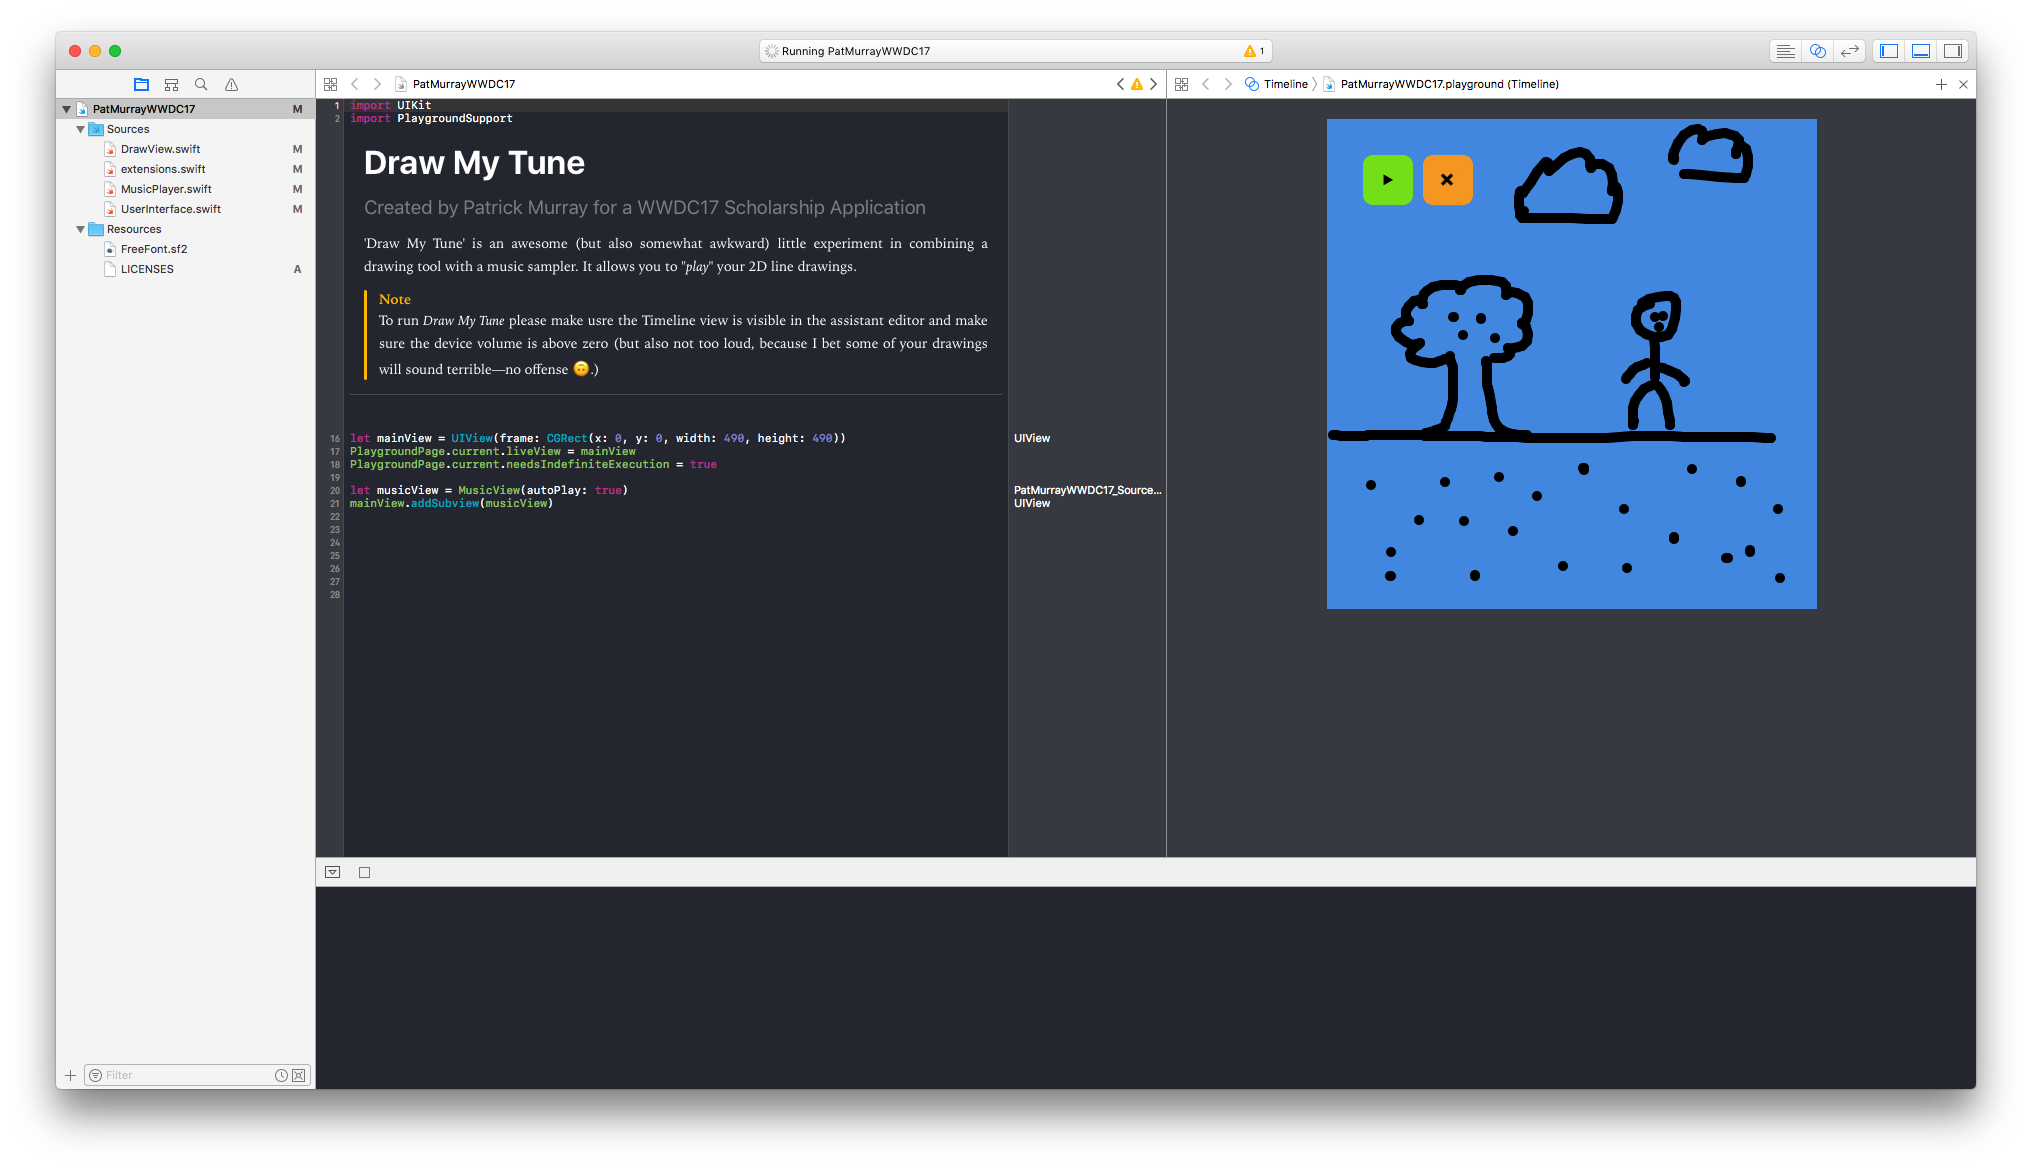 Running PatMurrayWWDC17
1
PatMurrayWWDC17 M
Sources
DrawView.swift M
extensions.swift M
MusicPlayer.swift M
UserInterface.swift M
Resources
FreeFont.sf2
LICENSES A
Filter
PatMurrayWWDC17
1 import UIKit
2 import PlaygroundSupport
Draw My Tune
Created by Patrick Murray for a WWDC17 Scholarship Application
'Draw My Tune' is an awesome (but also somewhat awkward) little experiment in combining a
drawing tool with a music sampler. It allows you to "play" your 2D line drawings.
Note
To run Draw My Tune please make usre the Timeline view is visible in the assistant editor and make
sure the device volume is above zero (but also not too loud, because I bet some of your drawings
will sound terrible—no offense 🙃.)
16 let mainView = UIView(frame: CGRect(x: 0, y: 0, width: 490, height: 490))
17 PlaygroundPage.current.liveView = mainView
18 PlaygroundPage.current.needsIndefiniteExecution = true
19
20 let musicView = MusicView(autoPlay: true)
21 mainView.addSubview(musicView)
22
23
24
25
26
27
28
UIView
PatMurrayWWDC17_Source...
UIView
Timeline
PatMurrayWWDC17.playground (Timeline)